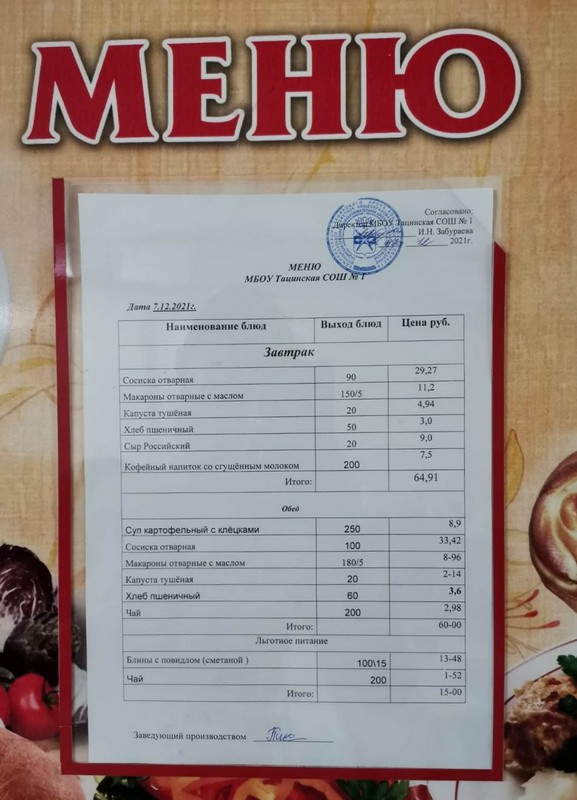 МЕНЮ
Согласовано:
Директор МБОУ Тацинская СОШ № 1
И.Н. Забураева
2021г.
МЕНЮ
МБОУ Тацинская СОШ № 1
Дата 7.12.2021г.
Наименование блюд Выход блюд Цена руб.
Завтрак
Сосиска отварная 90 29,27
Макароны отварные с маслом 150/5 11,2
Капуста тушёная 20 4,94
Хлеб пшеничный 50 3,0
Сыр Российский 20 9,0
Кофейный напиток со сгущённым молоком 200 7,5
Итого: 64,91
Обед
Суп картофельный с клёцками 250 8,9
Сосиска отварная 100 33,42
Макароны отварные с маслом 180/5 8-96
Капуста тушёная 20 2-14
Хлеб пшеничный 60 3,6
Чай 200 2,98
Итого: 60-00
Льготное питание
Блины с повидлом (сметаной ) 100\15 13-48
Чай 200 1-52
Итого: 15-00
Заведующий производством